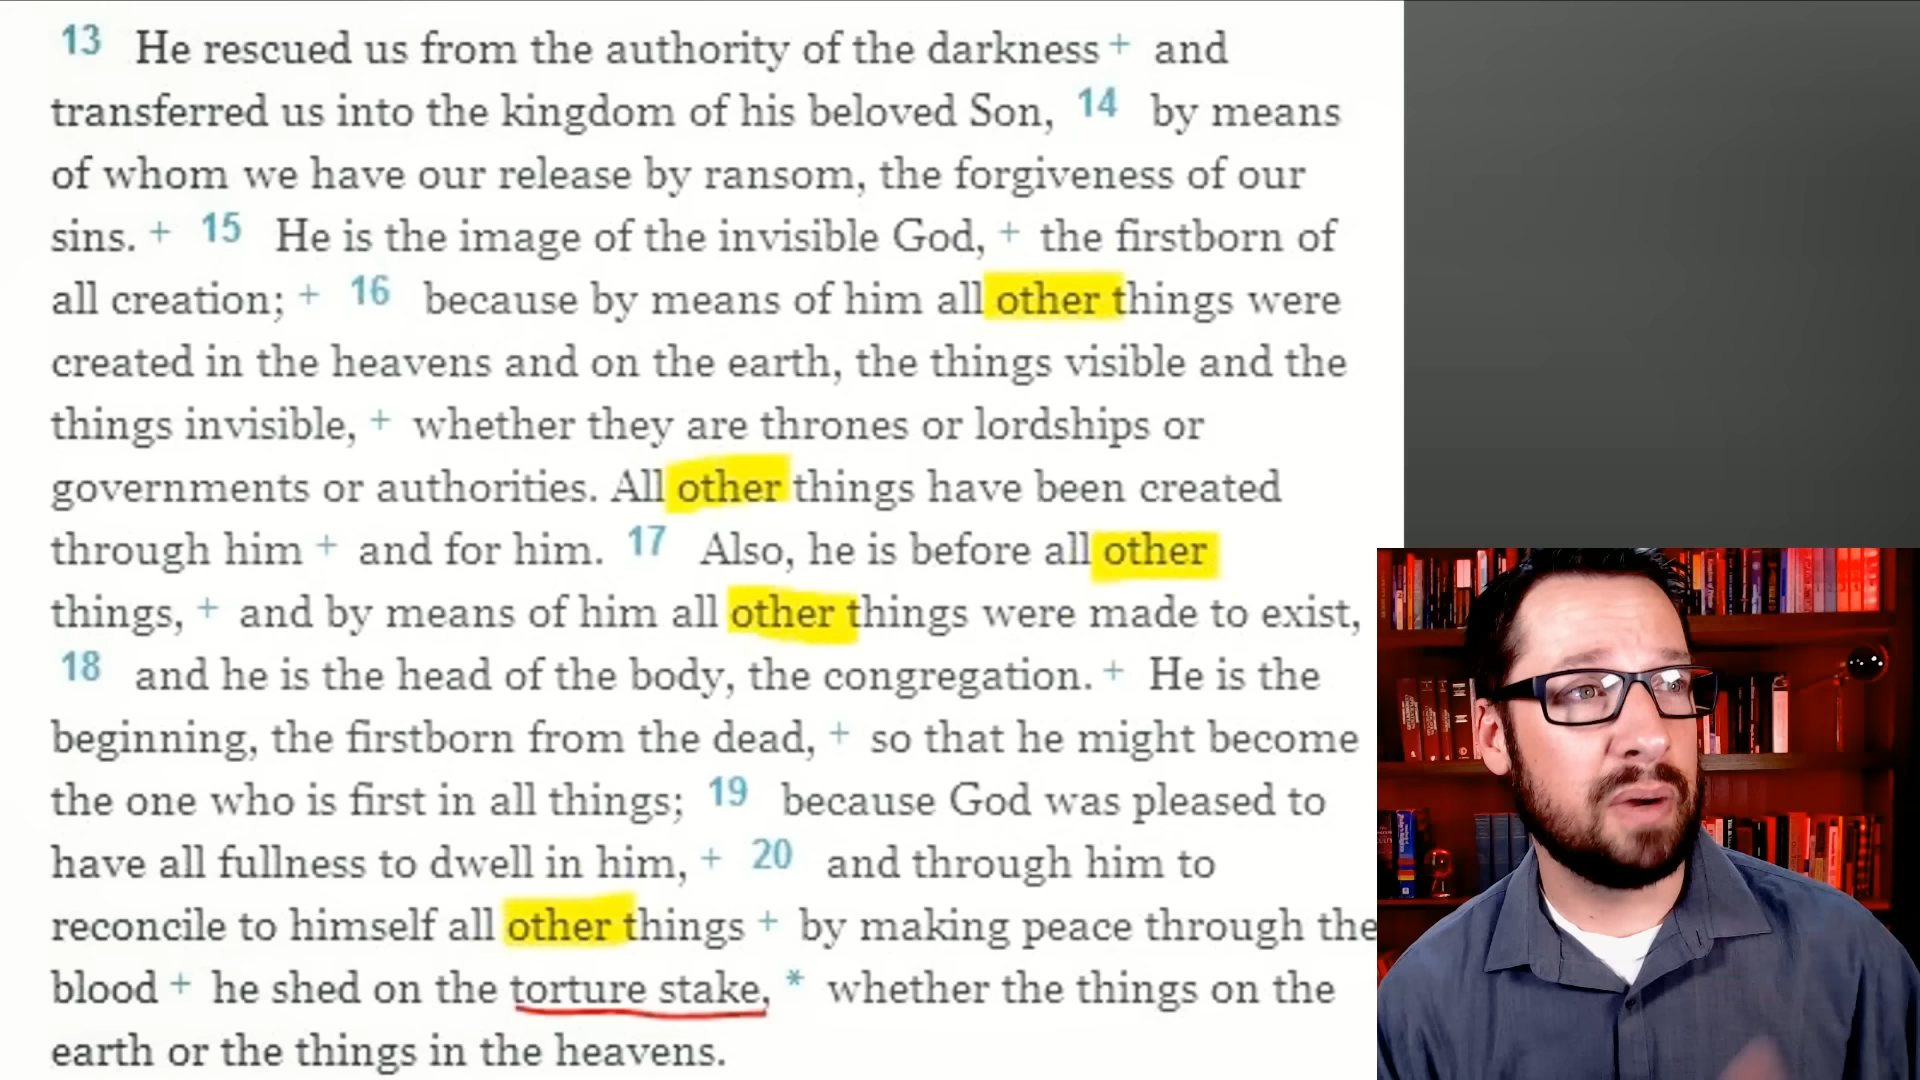 13 He rescued us from the authority of the darkness + and
transferred us into the kingdom of his beloved Son, 14 by means
of whom we have our release by ransom, the forgiveness of our
sins. + 15 He is the image of the invisible God, + the firstborn of
all creation; + 16 because by means of him all other things were
created in the heavens and on the earth, the things visible and the
things invisible, + whether they are thrones or lordships or
governments or authorities. All other things have been created
through him + and for him. 17 Also, he is before all other
things, + and by means of him all other things were made to exist,
18 and he is the head of the body, the congregation. + He is the
beginning, the firstborn from the dead, + so that he might become
the one who is first in all things; 19 because God was pleased to
have all fullness to dwell in him, + 20 and through him to
reconcile to himself all other things + by making peace through the
blood + he shed on the torture stake, * whether the things on the
earth or the things in the heavens.